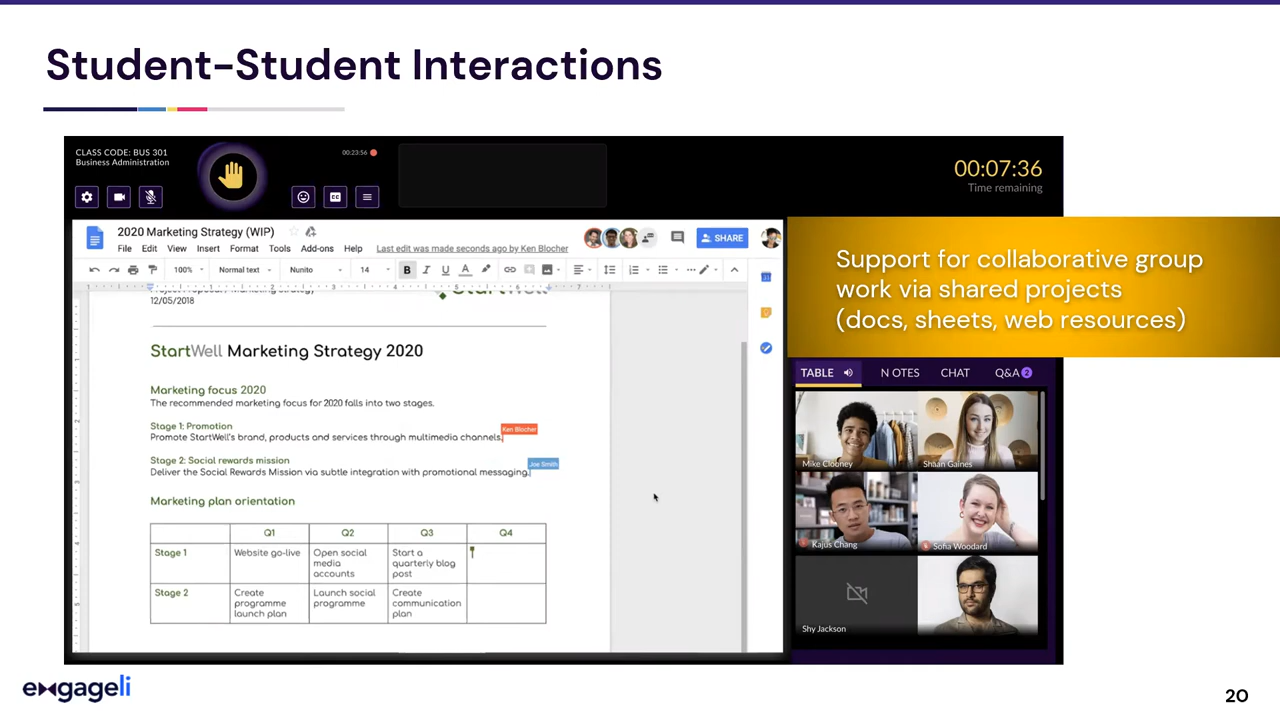 Student-Student Interactions
CLASS CODE: BUS 301
Business Administration
00:23:56
CC
00:07:36
Time remaining
2020 Marketing Strategy (WIP)
File Edit View Insert Format Tools Add-ons Help Last edit was made seconds ago by Ken Blocher
SHARE
100% Normal text Nunito 14 B I U A
Support for collaborative group
work via shared projects
(docs, sheets, web resources)
12/05/2018
StartWell
StartWell Marketing Strategy 2020
Marketing focus 2020
The recommended marketing focus for 2020 falls into two stages.
Stage 1: Promotion
Ken Blocher
Promote StartWell's brand, products and services through multimedia channels.
Stage 2: Social rewards mission
Joe Smith
Deliver the Social Rewards Mission via subtle integration with promotional messaging.
Marketing plan orientation
Q1 Q2 Q3 Q4
Stage 1 Website go-live Open social media accounts Start a quarterly blog post
Stage 2 Create programme launch plan Launch social programme Create communication plan
TABLE N OTES CHAT Q&A 2
Mike Clooney Shaan Gaines
Kajus Chang Sofia Woodard
Shy Jackson
engageli
20